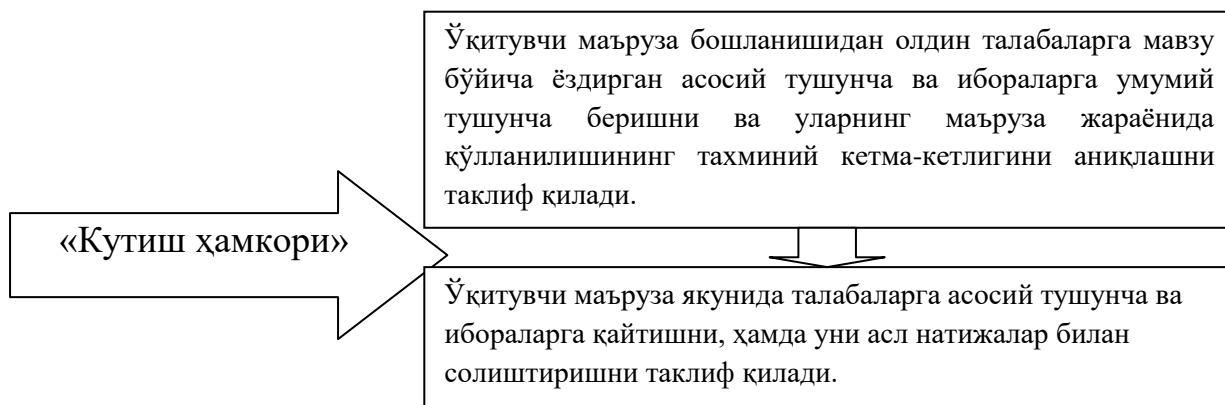 Ўқитувчи маъруза бошланишидан олдин талабаларга мавзу
бўйича ёздирган асосий тушунча ва ибораларга умумий
тушунча беришни ва уларнинг маъруза жараёнида
қўлланилишининг тахминий кетма-кетлигини аниқлашни
таклиф қилади.
«Кутиш ҳамкори»
Ўқитувчи маъруза якунида талабаларга асосий тушунча ва
ибораларга қайтишни, ҳамда уни асл натижалар билан
солиштиришни таклиф қилади.